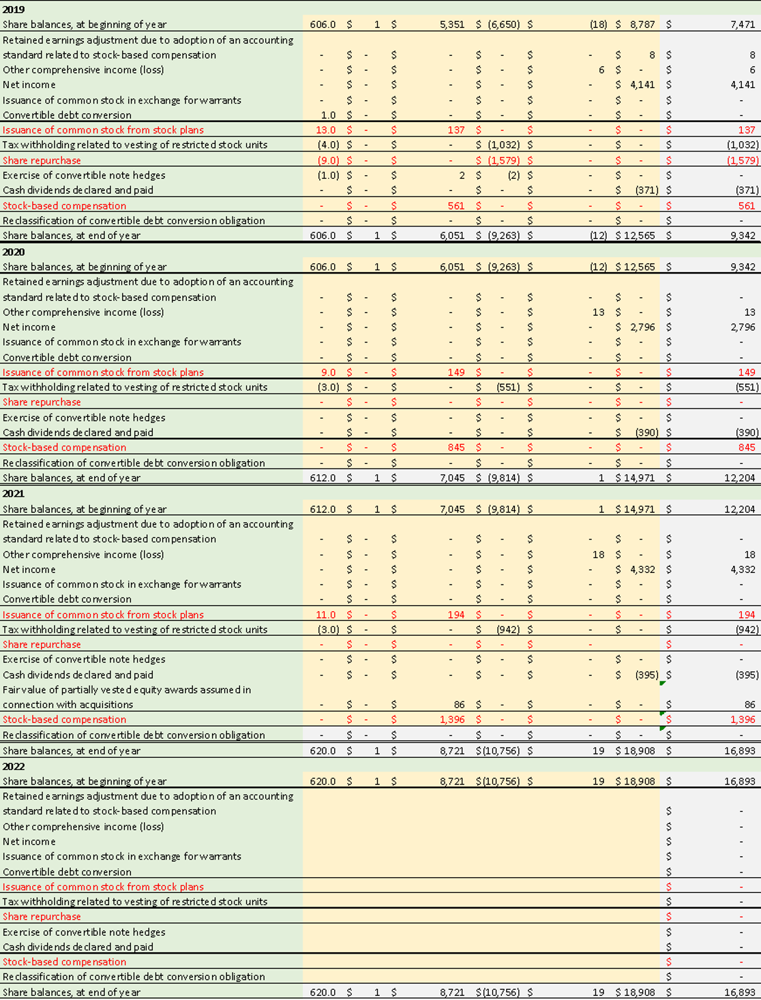 2019
Share balances, at beginning of year 606.0 $ 1 $ 5,351 $ (6,650) $ (18) $ 8,787 $ 7,471
Retained earnings adjustment due to adoption of an accounting
standard related to stock-based compensation - $ - $ - $ - $ - $ 8 $ 8
Other comprehensive income (loss) - $ - $ - $ - $ 6 $ - $ 6
Net income - $ - $ - $ - $ - $ 4,141 $ 4,141
Issuance of common stock in exchange for warrants - $ - $ - $ - $ - $ - $ -
Convertible debt conversion 1.0 $ - $ - $ - $ - $ - $ -
Issuance of common stock from stock plans 13.0 $ - $ 137 $ - $ - $ - $ 137
Tax withholding related to vesting of restricted stock units (4.0) $ - $ - $ (1,032) $ - $ - $ (1,032)
Share repurchase (9.0) $ - $ - $ (1,579) $ - $ - $ (1,579)
Exercise of convertible note hedges (1.0) $ - $ 2 $ (2) $ - $ - $ -
Cash dividends declared and paid - $ - $ - $ - $ - $ (371) $ (371)
Stock-based compensation - $ - $ 561 $ - $ - $ - $ 561
Reclassification of convertible debt conversion obligation - $ - $ - $ - $ - $ - $ -
Share balances, at end of year 606.0 $ 1 $ 6,051 $ (9,263) $ (12) $ 12,565 $ 9,342
2020
Share balances, at beginning of year 606.0 $ 1 $ 6,051 $ (9,263) $ (12) $ 12,565 $ 9,342
Retained earnings adjustment due to adoption of an accounting
standard related to stock-based compensation - $ - $ - $ - $ - $ - $ -
Other comprehensive income (loss) - $ - $ - $ - $ 13 $ - $ 13
Net income - $ - $ - $ - $ - $ 2,796 $ 2,796
Issuance of common stock in exchange for warrants - $ - $ - $ - $ - $ - $ -
Convertible debt conversion - $ - $ - $ - $ - $ - $ -
Issuance of common stock from stock plans 9.0 $ - $ 149 $ - $ - $ - $ 149
Tax withholding related to vesting of restricted stock units (3.0) $ - $ - $ (551) $ - $ - $ (551)
Share repurchase - $ - $ - $ - $ - $ - $ -
Exercise of convertible note hedges - $ - $ - $ - $ - $ - $ -
Cash dividends declared and paid - $ - $ - $ - $ - $ (390) $ (390)
Stock-based compensation - $ - $ 845 $ - $ - $ - $ 845
Reclassification of convertible debt conversion obligation - $ - $ - $ - $ - $ - $ -
Share balances, at end of year 612.0 $ 1 $ 7,045 $ (9,814) $ 1 $ 14,971 $ 12,204
2021
Share balances, at beginning of year 612.0 $ 1 $ 7,045 $ (9,814) $ 1 $ 14,971 $ 12,204
Retained earnings adjustment due to adoption of an accounting
standard related to stock-based compensation - $ - $ - $ - $ - $ - $ -
Other comprehensive income (loss) - $ - $ - $ - $ 18 $ - $ 18
Net income - $ - $ - $ - $ - $ 4,332 $ 4,332
Issuance of common stock in exchange for warrants - $ - $ - $ - $ - $ - $ -
Convertible debt conversion - $ - $ - $ - $ - $ - $ -
Issuance of common stock from stock plans 11.0 $ - $ 194 $ - $ - $ - $ 194
Tax withholding related to vesting of restricted stock units (3.0) $ - $ - $ (942) $ - $ - $ (942)
Share repurchase - $ - $ - $ - $ - $ -
Exercise of convertible note hedges - $ - $ - $ - $ - $ - $ -
Cash dividends declared and paid - $ - $ - $ - $ - $ (395) $ (395)
Fair value of partially vested equity awards assumed in
connection with acquisitions - $ - $ 86 $ - $ - $ - $ 86
Stock-based compensation - $ - $ 1,396 $ - $ - $ - $ 1,396
Reclassification of convertible debt conversion obligation - $ - $ - $ - $ - $ - $ -
Share balances, at end of year 620.0 $ 1 $ 8,721 $ (10,756) $ 19 $ 18,908 $ 16,893
2022
Share balances, at beginning of year 620.0 $ 1 $ 8,721 $ (10,756) $ 19 $ 18,908 $ 16,893
Retained earnings adjustment due to adoption of an accounting
standard related to stock-based compensation $ -
Other comprehensive income (loss) $ -
Net income $ -
Issuance of common stock in exchange for warrants $ -
Convertible debt conversion $ -
Issuance of common stock from stock plans $ -
Tax withholding related to vesting of restricted stock units $ -
Share repurchase $ -
Exercise of convertible note hedges $ -
Cash dividends declared and paid $ -
Stock-based compensation $ -
Reclassification of convertible debt conversion obligation $ -
Share balances, at end of year 620.0 $ 1 $ 8,721 $ (10,756) $ 19 $ 18,908 $ 16,893